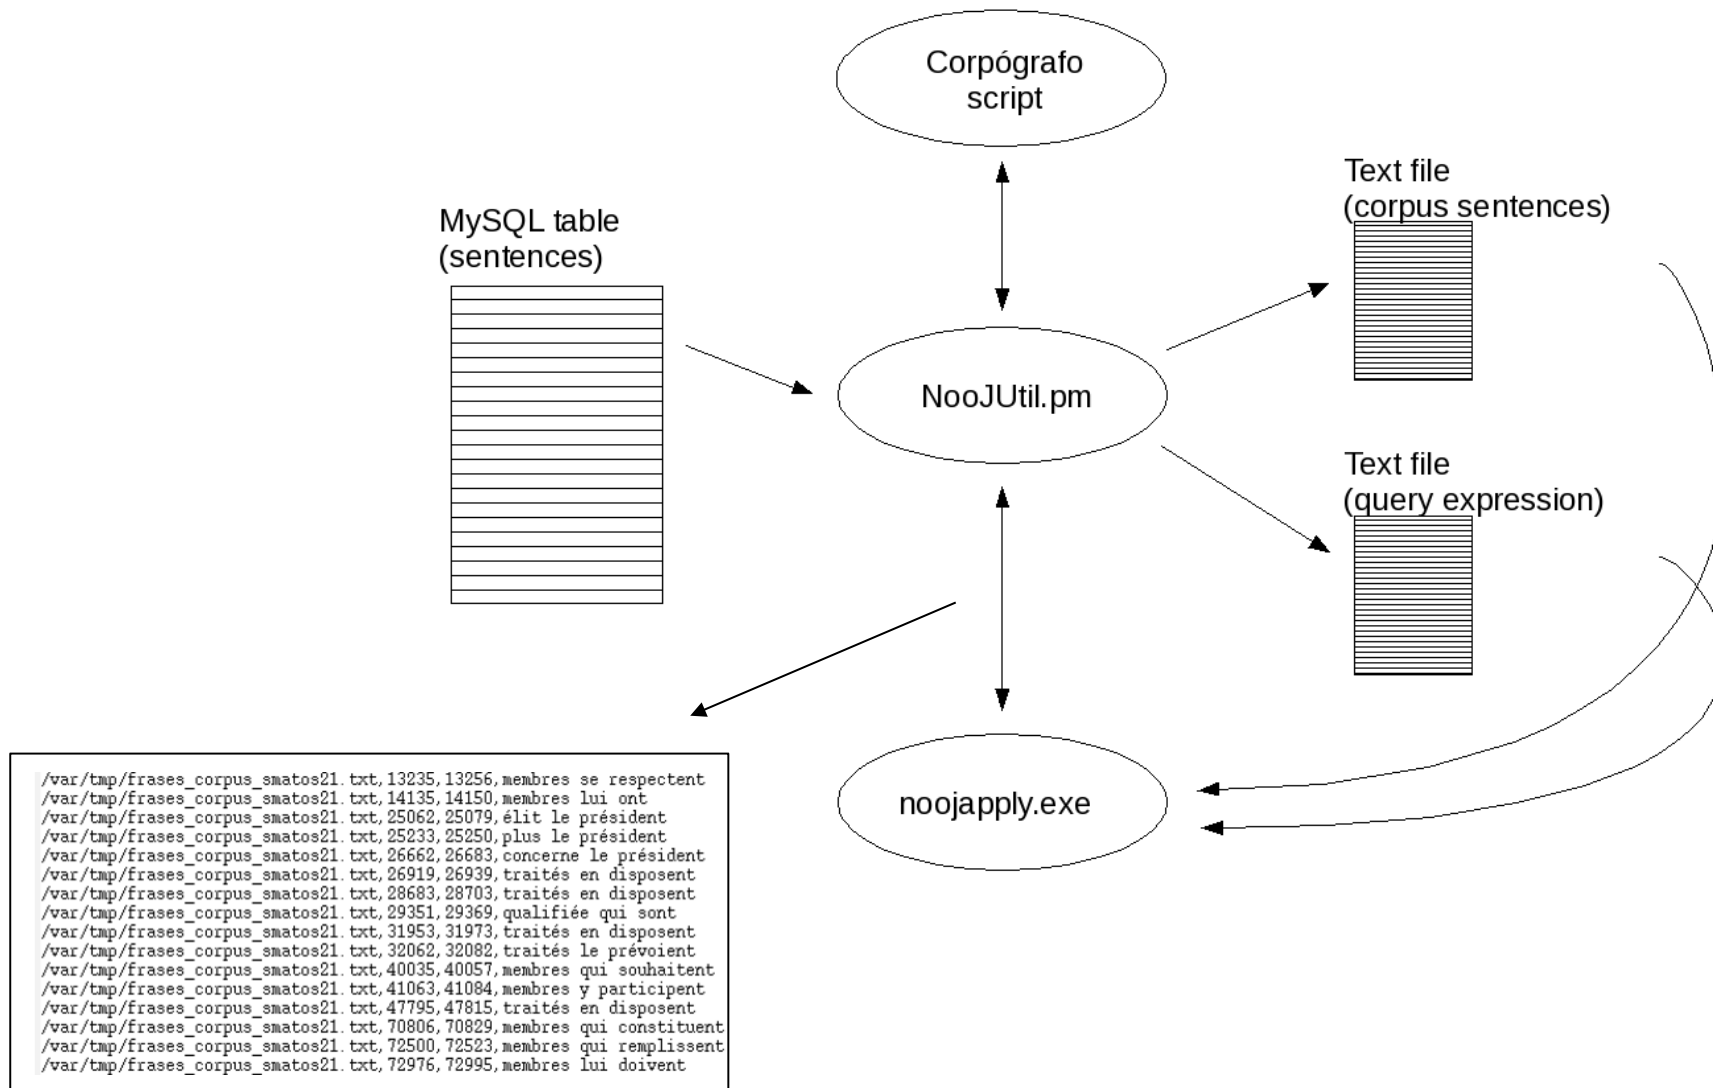 Corpógrafo
script
Text file
(corpus sentences)
MySQL table
(sentences)
NooJUtil.pm
Text file
(query expression)
noojapply.exe
/var/tmp/frases_corpus_smatos21.txt,13235,13256,membres se respectent
/var/tmp/frases_corpus_smatos21.txt,14135,14150,membres lui ont
/var/tmp/frases_corpus_smatos21.txt,25062,25079,élit le président
/var/tmp/frases_corpus_smatos21.txt,25233,25250,plus le président
/var/tmp/frases_corpus_smatos21.txt,26662,26683,concerne le président
/var/tmp/frases_corpus_smatos21.txt,26919,26939,traités en disposent
/var/tmp/frases_corpus_smatos21.txt,28683,28703,traités en disposent
/var/tmp/frases_corpus_smatos21.txt,29351,29369,qualifiée qui sont
/var/tmp/frases_corpus_smatos21.txt,31953,31973,traités en disposent
/var/tmp/frases_corpus_smatos21.txt,32062,32082,traités le prévoient
/var/tmp/frases_corpus_smatos21.txt,40035,40057,membres qui souhaitent
/var/tmp/frases_corpus_smatos21.txt,41063,41084,membres y participent
/var/tmp/frases_corpus_smatos21.txt,47795,47815,traités en disposent
/var/tmp/frases_corpus_smatos21.txt,70806,70829,membres qui constituent
/var/tmp/frases_corpus_smatos21.txt,72500,72523,membres qui remplissent
/var/tmp/frases_corpus_smatos21.txt,72976,72995,membres lui doivent